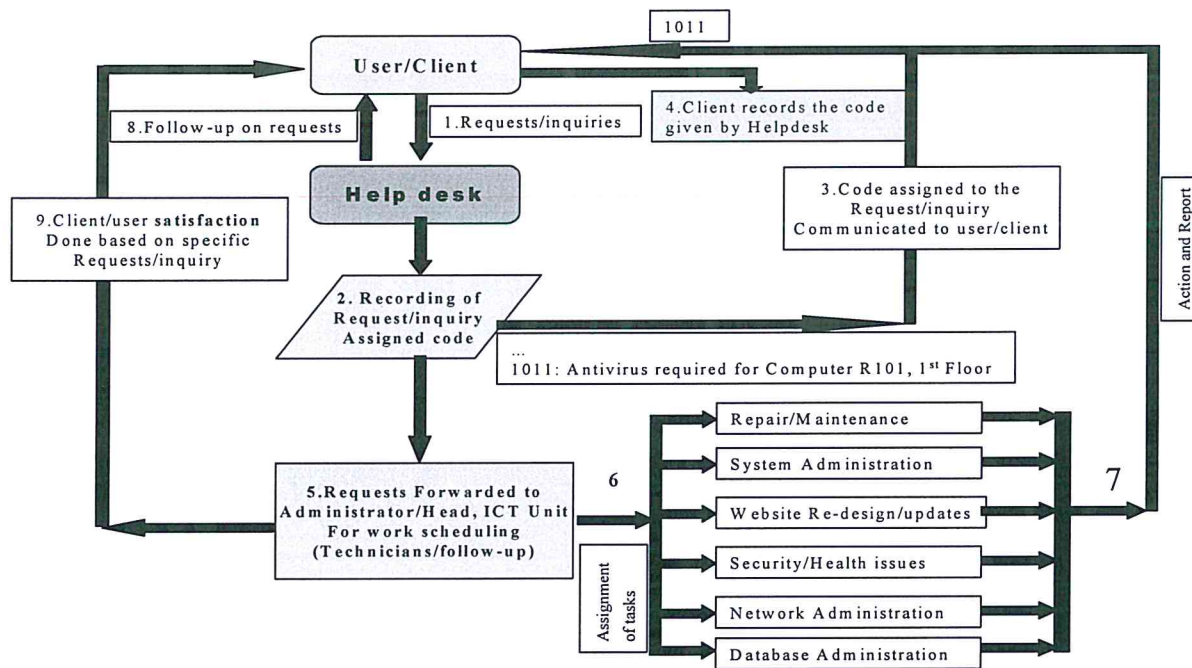 1011
User/Client
4.Client records the code
given by Helpdesk
8.Follow-up on requests
1.Requests/inquiries
Help desk
3.Code assigned to the
Request/inquiry
Communicated to user/client
Action and Report
9.Client/user satisfaction
Done based on specific
Requests/inquiry
2. Recording of
Request/inquiry
Assigned code
...
1011: Antivirus required for Computer R101, 1st Floor
5.Requests Forwarded to
Administrator/Head, ICT Unit
For work scheduling
(Technicians/follow-up)
6
Assignment
of tasks
Repair/Maintenance
System Administration
Website Re-design/updates
Security/Health issues
Network Administration
Database Administration
7